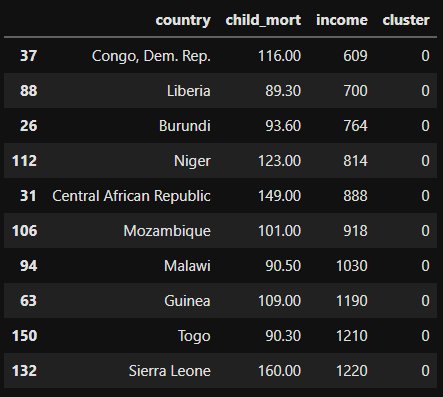 country child_mort income cluster
37 Congo, Dem. Rep. 116.00 609 0
88 Liberia 89.30 700 0
26 Burundi 93.60 764 0
112 Niger 123.00 814 0
31 Central African Republic 149.00 888 0
106 Mozambique 101.00 918 0
94 Malawi 90.50 1030 0
63 Guinea 109.00 1190 0
150 Togo 90.30 1210 0
132 Sierra Leone 160.00 1220 0